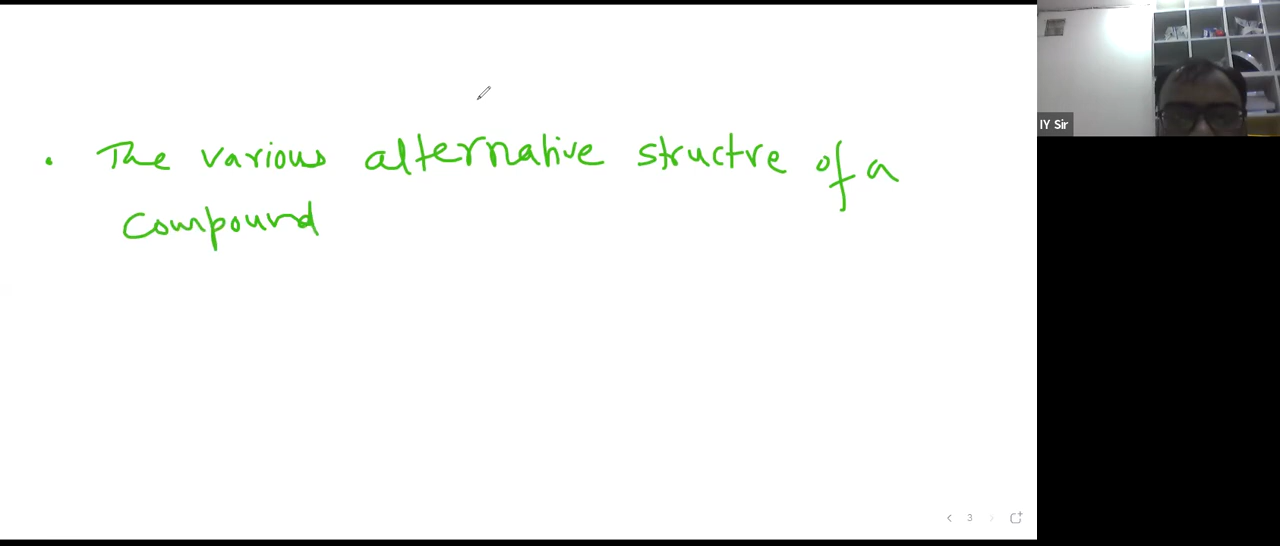 . The various alternative structre of a
compound
IY Sir
3